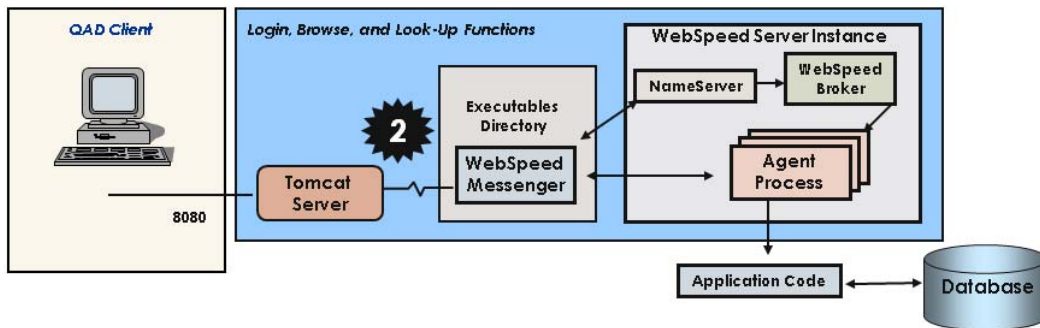 QAD Client
8080
Login, Browse, and Look-Up Functions
Tomcat
Server
2
Executables
Directory
WebSpeed
Messenger
WebSpeed Server Instance
NameServer
WebSpeed
Broker
Agent
Process
Application Code
Database